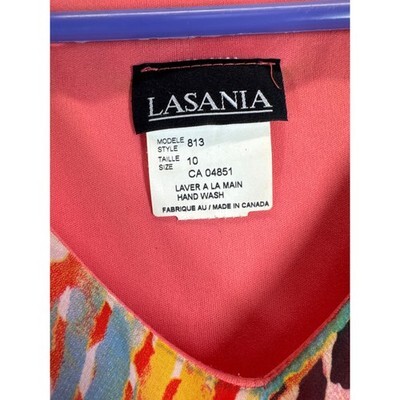 LASANIA
MODELE
STYLE 813
TAILLE
SIZE 10
CA 04851
LAVER A LA MAIN
HAND WASH
FABRIQUE AU / MADE IN CANADA